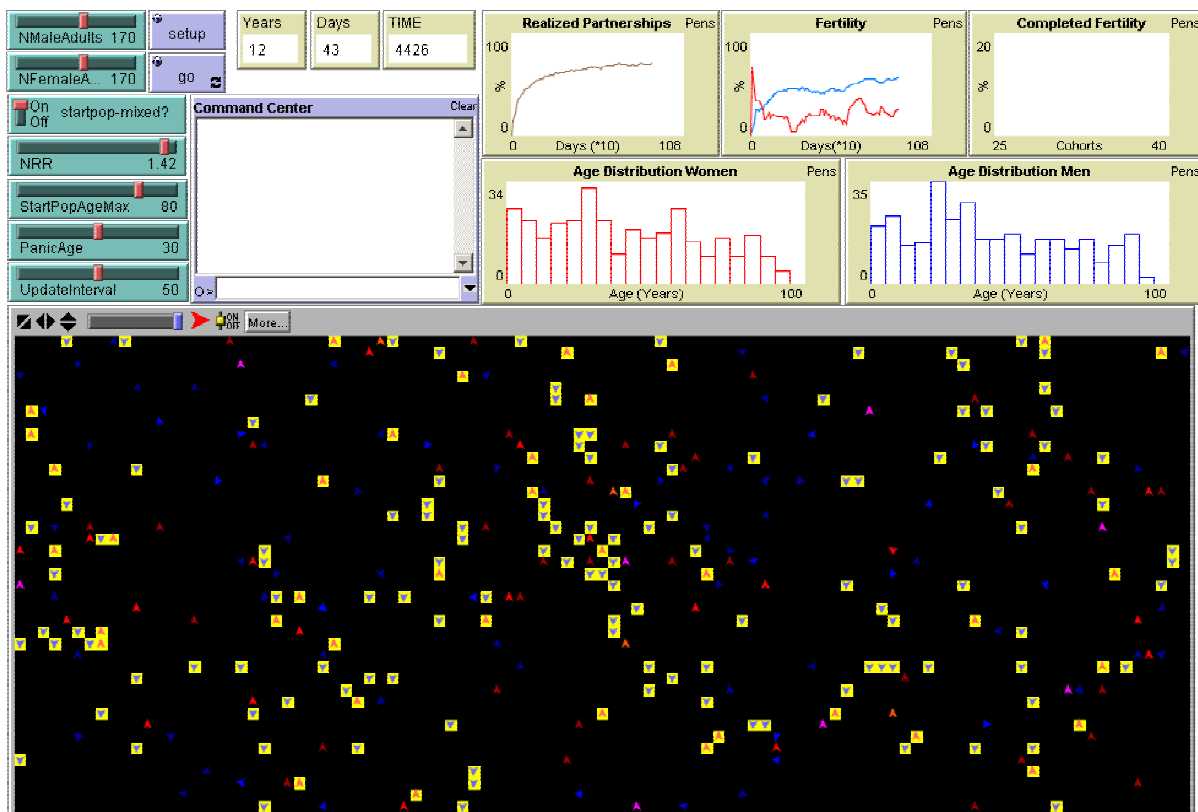 NMaleAdults 170
setup
NFemaleA... 170
go
Years
12
Days
43
TIME
4426
On
Off
startpop-mixed?
NRR 1.42
StartPopAgeMax 80
PanicAge 30
UpdateInterval 50
Command Center Clear
O>
Realized Partnerships Pens
100
%
0
0 Days (*10) 108
Fertility Pens
100
%
0
0 Days(*10) 108
Completed Fertility Pens
20
%
0
25 Cohorts 40
Age Distribution Women Pens
34
0
0 Age (Years) 100
Age Distribution Men Pens
35
0
0 Age (Years) 100
ON
OFF
More...